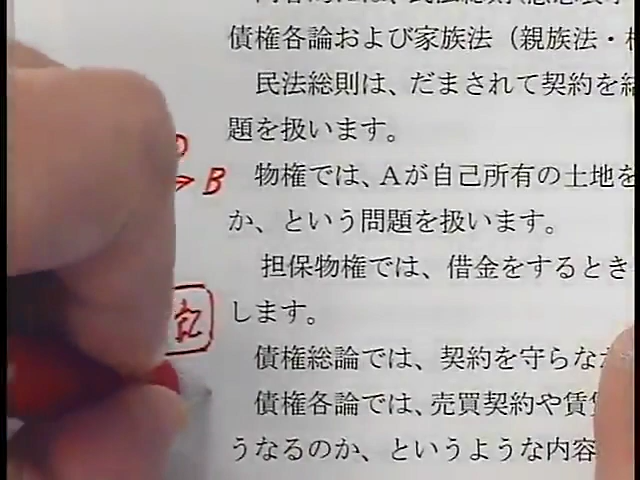 債権各論および家族法（親族法・
民法総則は、だまされて契約を
題を扱います。
B
物権では、Aが自己所有の土地を
か、という問題を扱います。
担保物権では、借金をするとき
します。
債権総論では、契約を守らな
債権各論では、売買契約や賃
うなるのか、というような内容